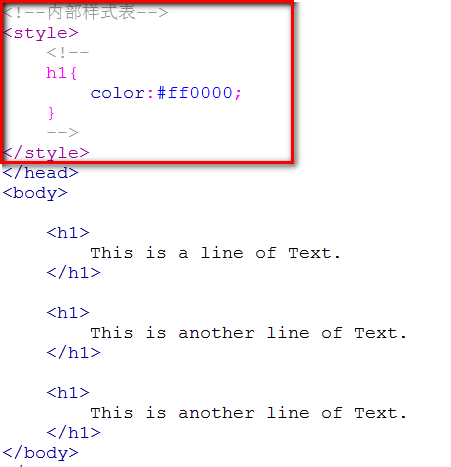 <!--内部样式表-->
<style>
<!--
h1{
color:#ff0000;
}
-->
</style>
</head>
<body>
<h1>
This is a line of Text.
</h1>
<h1>
This is another line of Text.
</h1>
<h1>
This is another line of Text.
</h1>
</body>